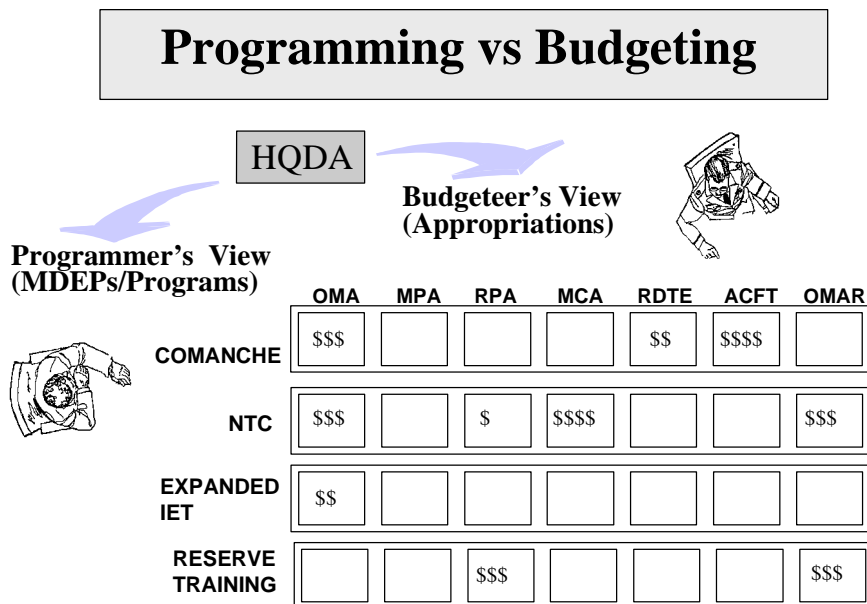 Programming vs Budgeting
HQDA
Budgeteer's View
(Appropriations)
Programmer's View
(MDEPs/Programs)
OMA MPA RPA MCA RDTE ACFT OMAR
COMANCHE $$$ $$ $$$$
NTC $$$ $ $$$$ $$$
EXPANDED
IET $$
RESERVE
TRAINING $$$ $$$